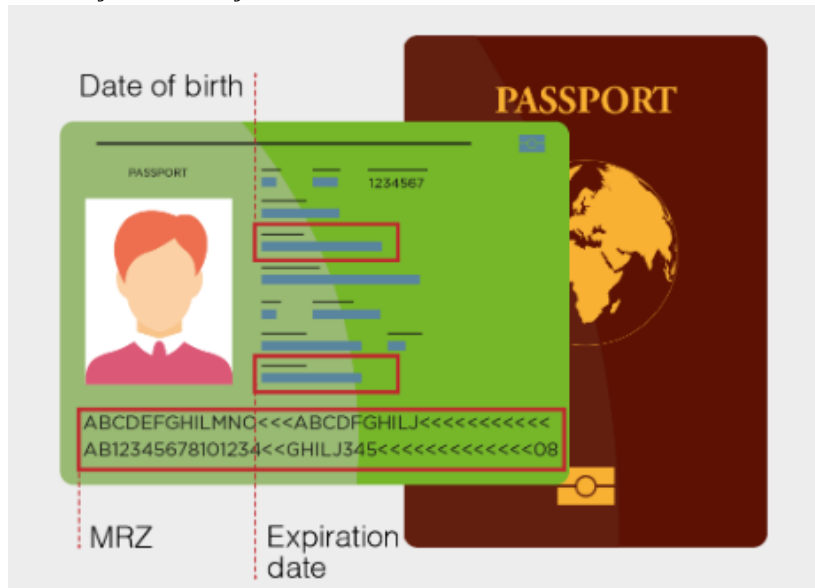 Date of birth
PASSPORT
PASSPORT
1234567
ABCDEFGHILMNO<<<ABCDFGHILJ<<<<<<<<<<<
AB12345678101234<<GHILJ345<<<<<<<<<<<<<08
MRZ
Expiration
date